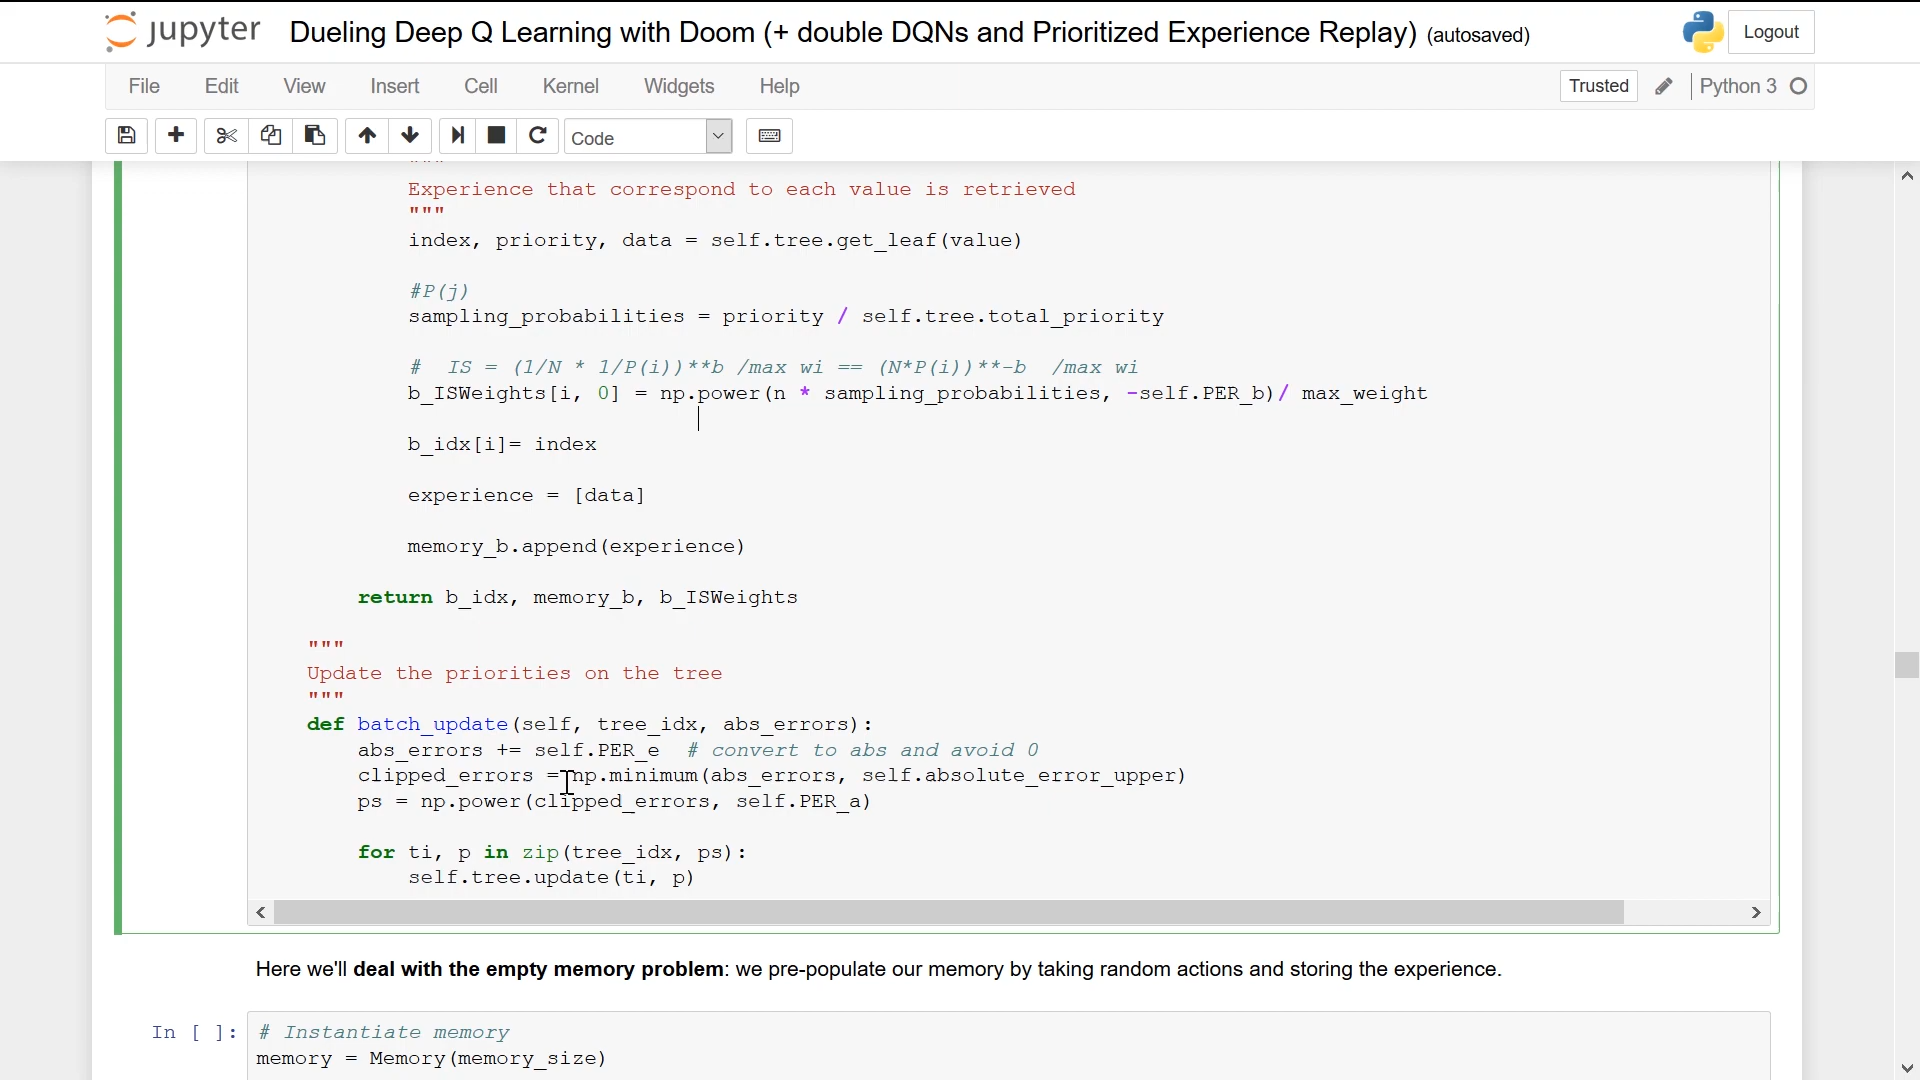 jupyter Dueling Deep Q Learning with Doom (+ double DQNs and Prioritized Experience Replay) (autosaved) Logout
File Edit View Insert Cell Kernel Widgets Help Trusted Python 3
Code
"""
Experience that correspond to each value is retrieved
"""
index, priority, data = self.tree.get_leaf(value)
#P(j)
sampling_probabilities = priority / self.tree.total_priority
#  IS = (1/N * 1/P(i))**b /max wi == (N*P(i))**-b  /max wi
b_ISWeights[i, 0] = np.power(n * sampling_probabilities, -self.PER_b)/ max_weight
b_idx[i]= index
experience = [data]
memory_b.append(experience)
return b_idx, memory_b, b_ISWeights
"""
Update the priorities on the tree
"""
def batch_update(self, tree_idx, abs_errors):
abs_errors += self.PER_e  # convert to abs and avoid 0
clipped_errors = np.minimum(abs_errors, self.absolute_error_upper)
ps = np.power(clipped_errors, self.PER_a)
for ti, p in zip(tree_idx, ps):
self.tree.update(ti, p)
Here we'll deal with the empty memory problem: we pre-populate our memory by taking random actions and storing the experience.
In [ ]: # Instantiate memory
memory = Memory(memory_size)